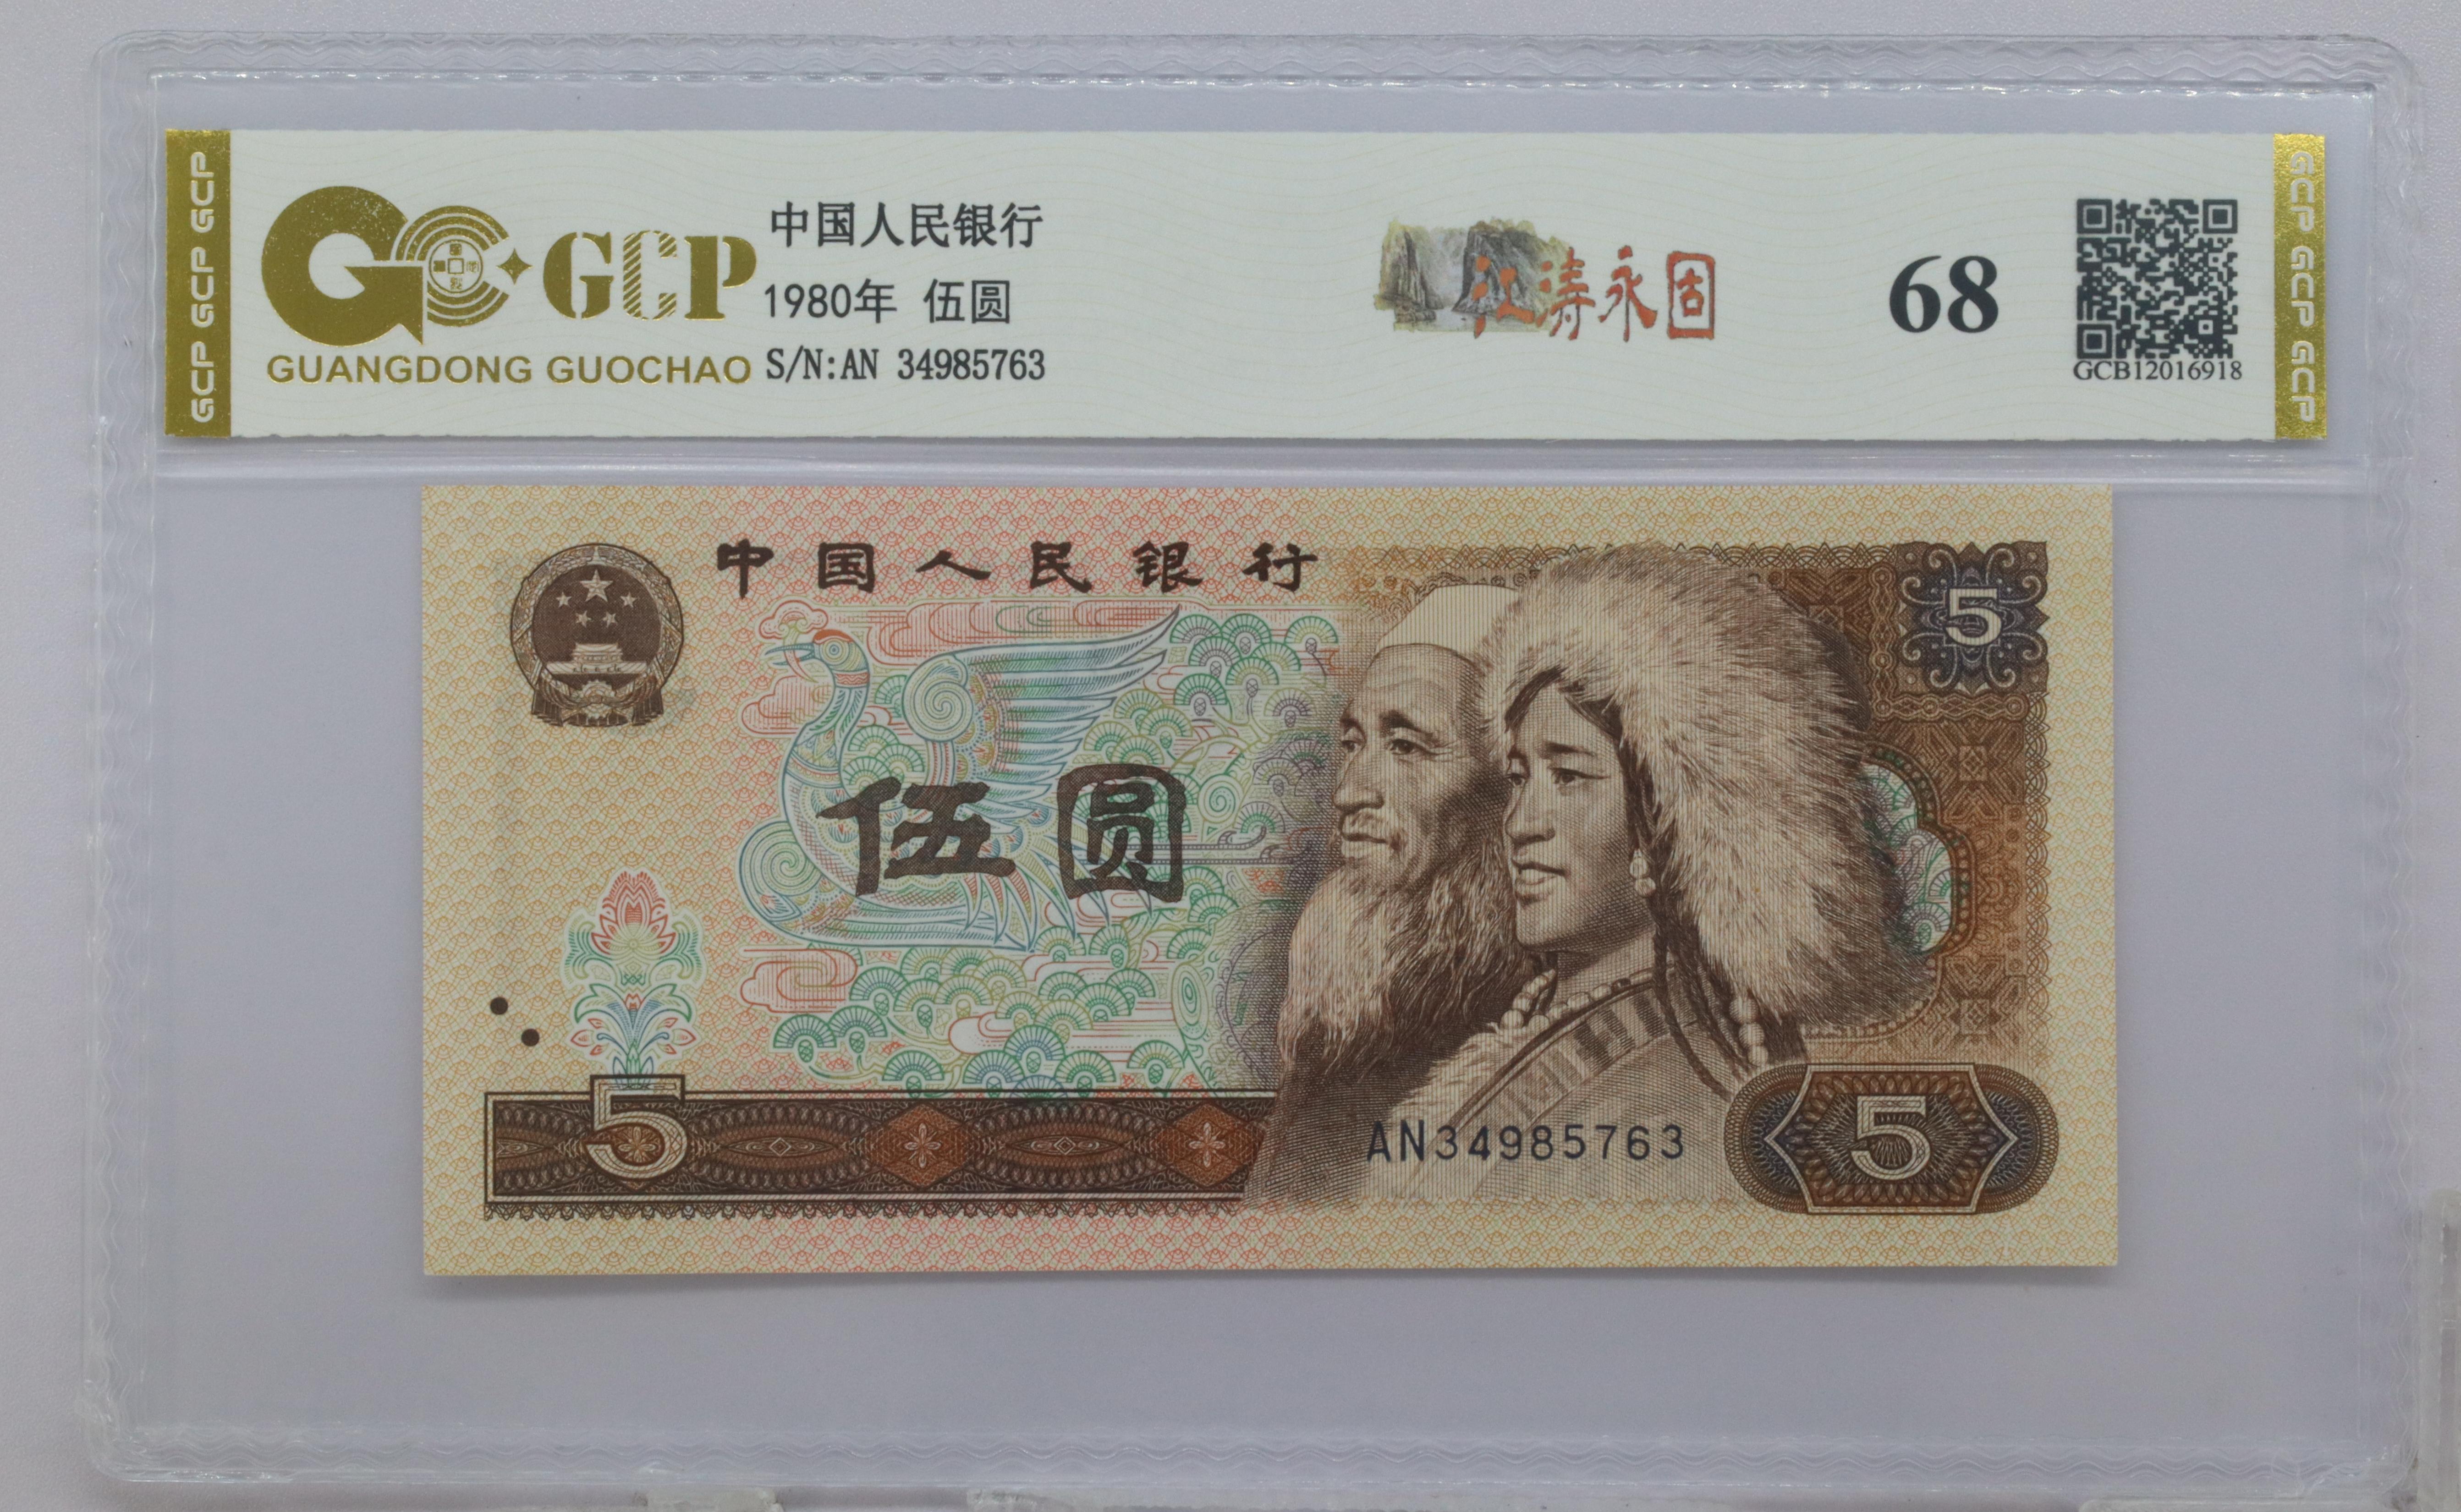 GCP GCP GCP
GCP
GUANGDONG GUOCHAO
中国人民银行
1980年 伍圆
S/N:AN 34985763
江涛永固
68
GCB12016918
GCP GCP GCP
中国人民银行
5
伍圆
5
AN34985763
5